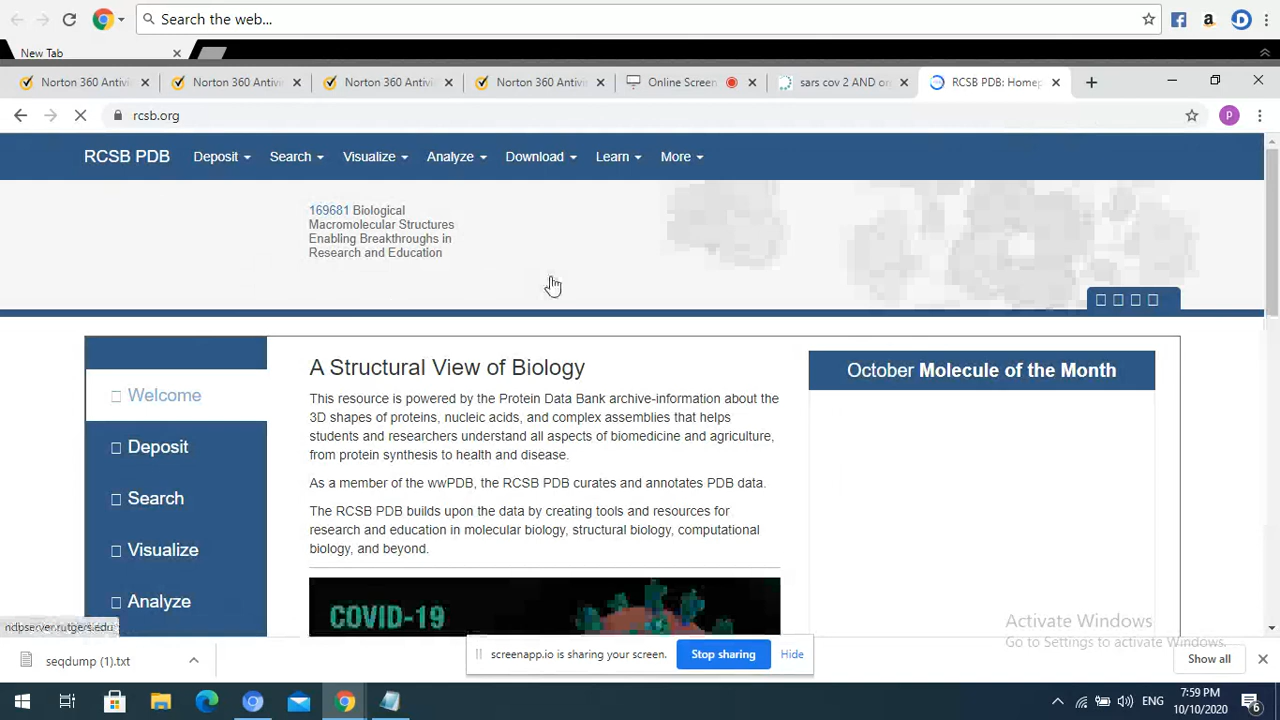 Search the web...
New Tab
Norton 360 Antivi
Norton 360 Antivi
Norton 360 Antivi
Norton 360 Antivi
Online Screen
sars cov 2 AND or
RCSB PDB: Homep
rcsb.org
P
RCSB PDB Deposit Search Visualize Analyze Download Learn More
169681 Biological
Macromolecular Structures
Enabling Breakthroughs in
Research and Education
A Structural View of Biology
This resource is powered by the Protein Data Bank archive-information about the
3D shapes of proteins, nucleic acids, and complex assemblies that helps
students and researchers understand all aspects of biomedicine and agriculture,
from protein synthesis to health and disease.
As a member of the wwPDB, the RCSB PDB curates and annotates PDB data.
The RCSB PDB builds upon the data by creating tools and resources for
research and education in molecular biology, structural biology, computational
biology, and beyond.
COVID-19
October Molecule of the Month
Welcome
Deposit
Search
Visualize
Analyze
Activate Windows
Go to Settings to activate Windows.
seqdump (1).txt
screenapp.io is sharing your screen.
Stop sharing
Hide
Show all
ENG
7:59 PM
10/10/2020
6